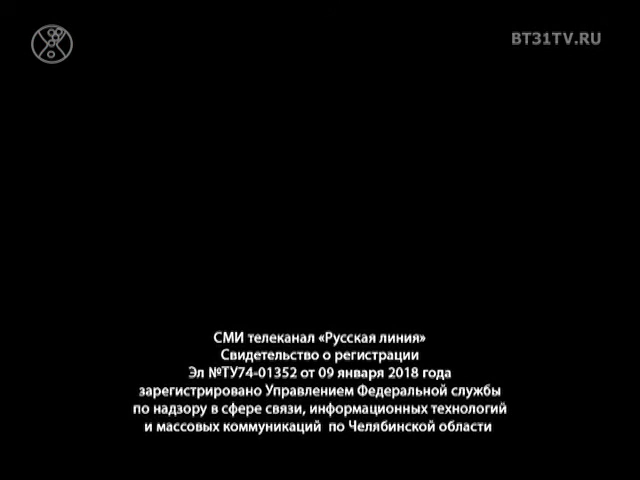 BT31TV.RU
СМИ телеканал «Русская линия»
Свидетельство о регистрации
Эл №ТУ74-01352 от 09 января 2018 года
зарегистрировано Управлением Федеральной службы
по надзору в сфере связи, информационных технологий
и массовых коммуникаций по Челябинской области